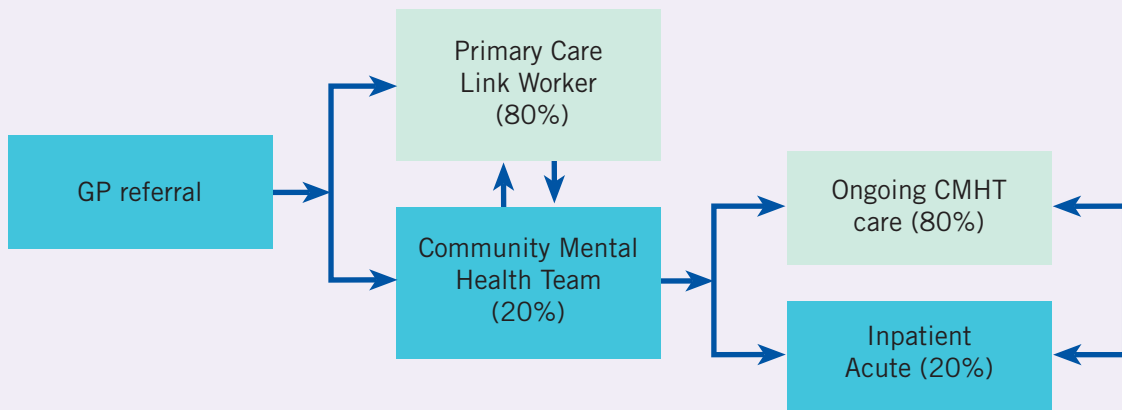 GP referral
Primary Care
Link Worker
(80%)
Community Mental
Health Team
(20%)
Ongoing CMHT
care (80%)
Inpatient
Acute (20%)